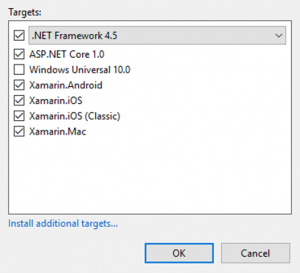 Targets:
.NET Framework 4.5
ASP.NET Core 1.0
Windows Universal 10.0
Xamarin.Android
Xamarin.iOS
Xamarin.iOS (Classic)
Xamarin.Mac
Install additional targets...
OK Cancel